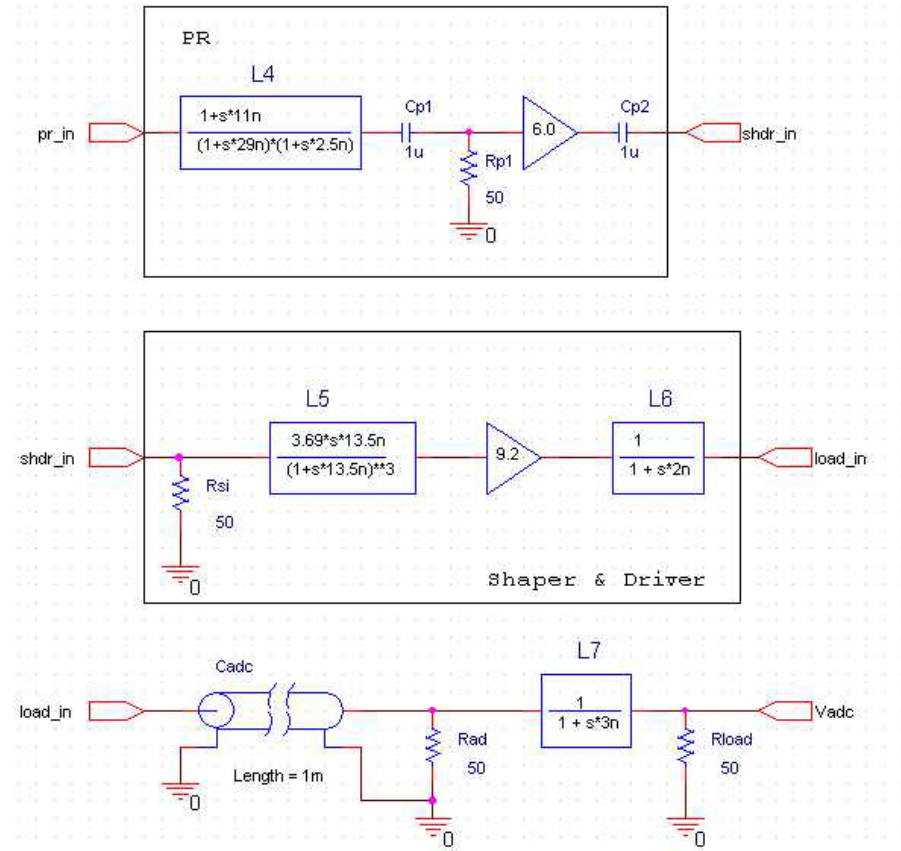 PR
L4
Cp1
Cp2
pr_in
1+s*11n
(1+s*29n)*(1+s*2.5n)
1u
6.0
1u
shdr_in
Rp1
50
0
L5
L6
shdr_in
3.69*s*13.5n
(1+s*13.5n)**3
9.2
1
1 + s*2n
load_in
Rsi
50
0
Shaper & Driver
L7
Cadc
load_in
1
1 + s*3n
Vadc
Rad
50
Rload
50
Length = 1m
0
0
0